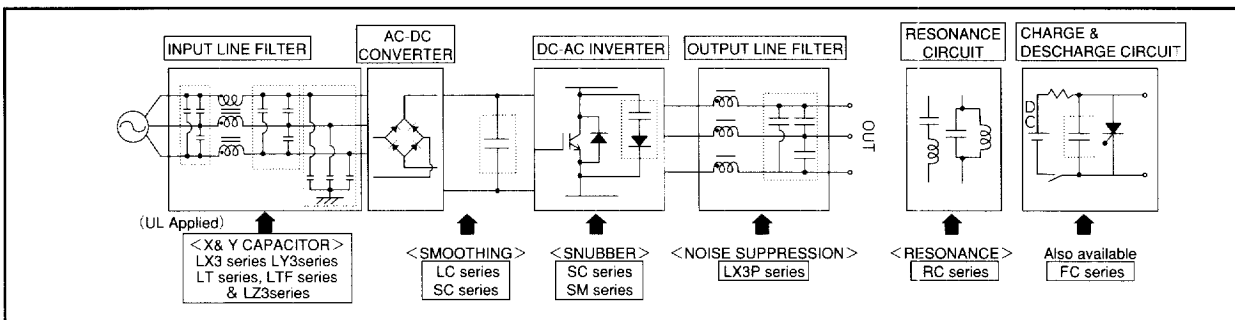 INPUT LINE FILTER
AC-DC
CONVERTER
DC-AC INVERTER
OUTPUT LINE FILTER
RESONANCE
CIRCUIT
CHARGE &
DESCHARGE CIRCUIT
OUT
DC
(UL Applied)
<X& Y CAPACITOR>
LX3 series LY3series
LT series, LTF series
& LZ3series
<SMOOTHING>
LC series
SC series
<SNUBBER>
SC series
SM series
<NOISE SUPPRESSION>
LX3P series
<RESONANCE>
RC series
Also available
FC series